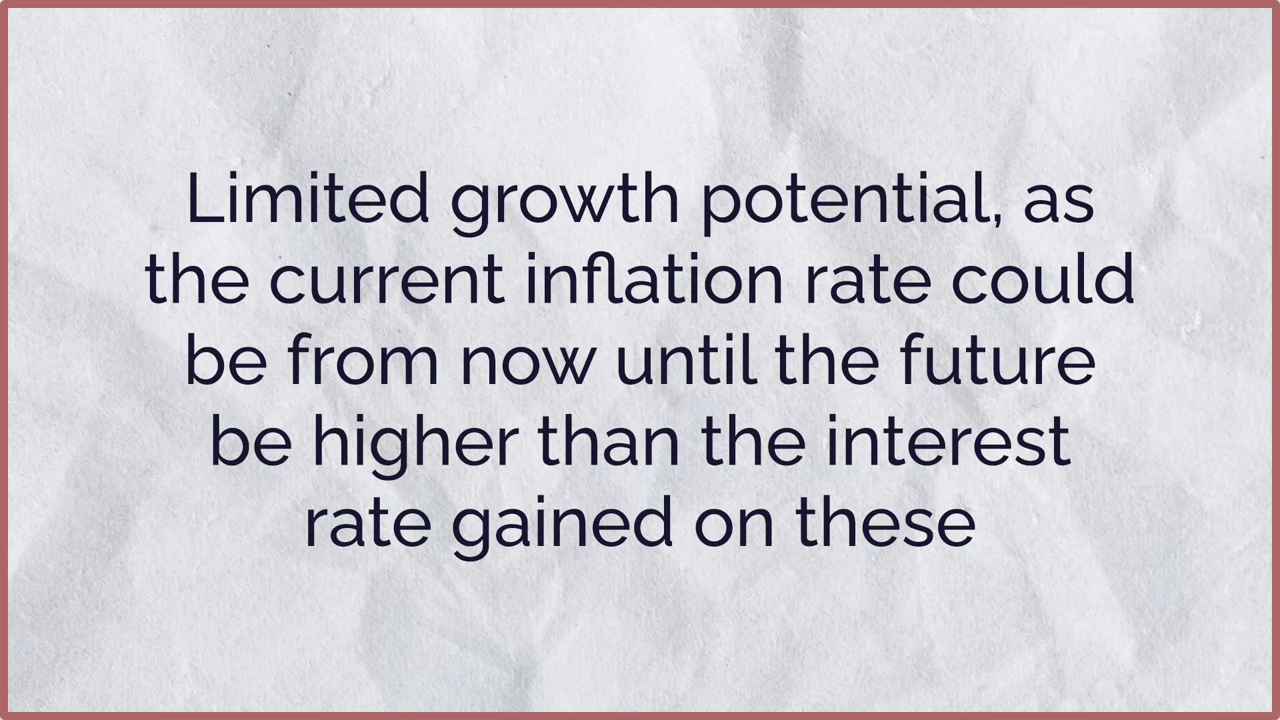 Limited growth potential, as
the current inflation rate could
be from now until the future
be higher than the interest
rate gained on these